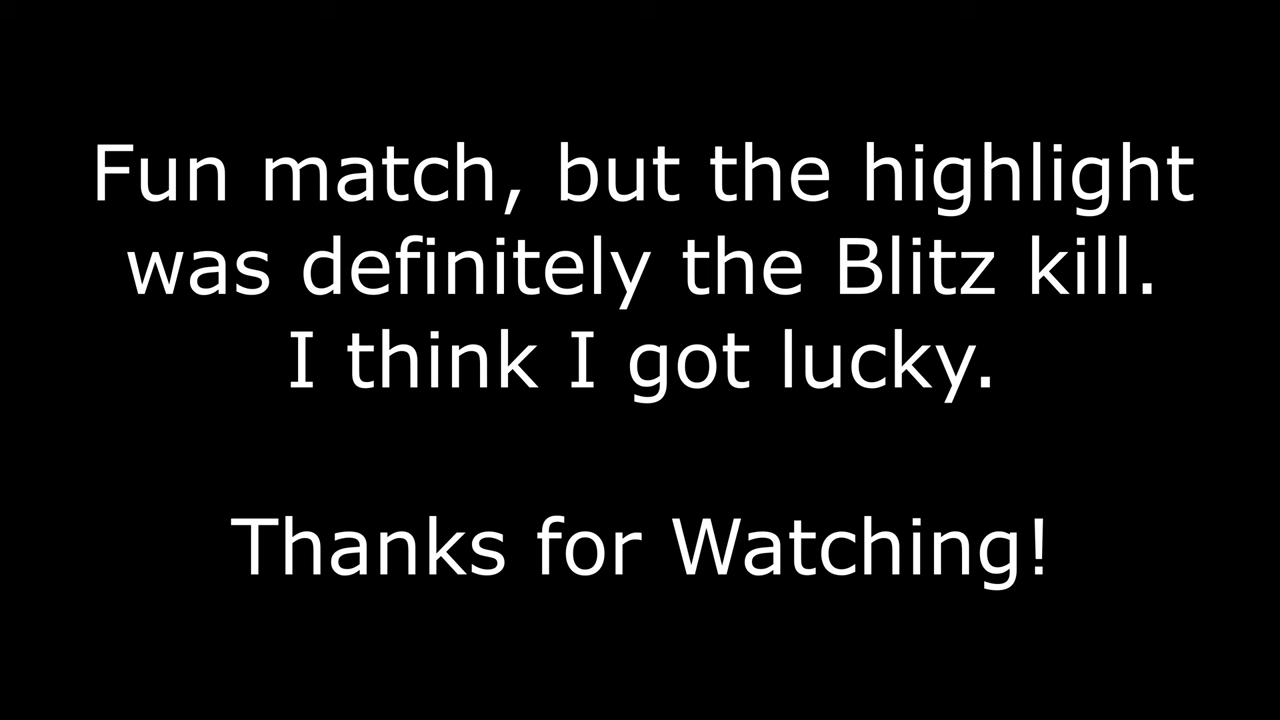 Fun match, but the highlight
was definitely the Blitz kill.
I think I got lucky.
Thanks for Watching!